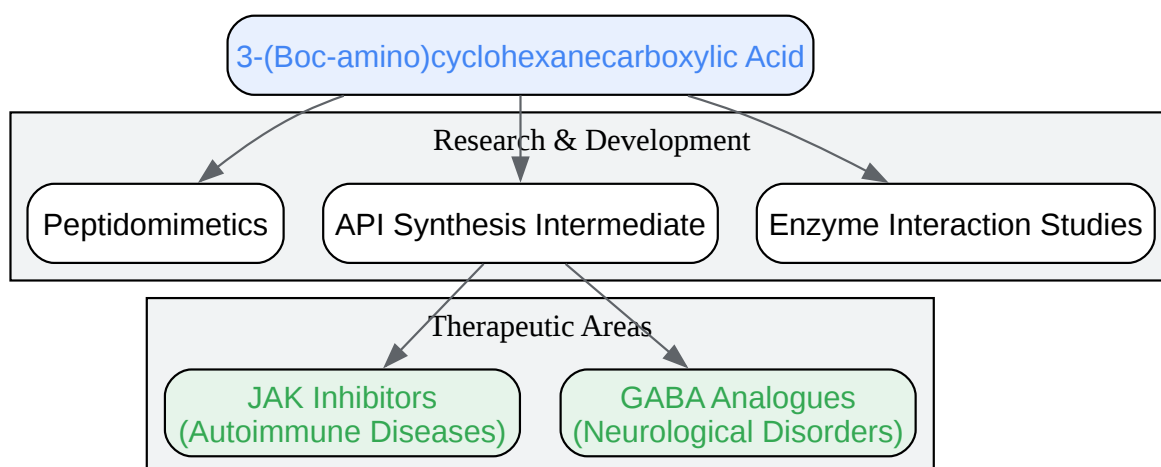 3-(Boc-amino)cyclohexanecarboxylic Acid
Research & Development
Peptidomimetics
API Synthesis Intermediate
Enzyme Interaction Studies
Therapeutic Areas
JAK Inhibitors
(Autoimmune Diseases)
GABA Analogues
(Neurological Disorders)